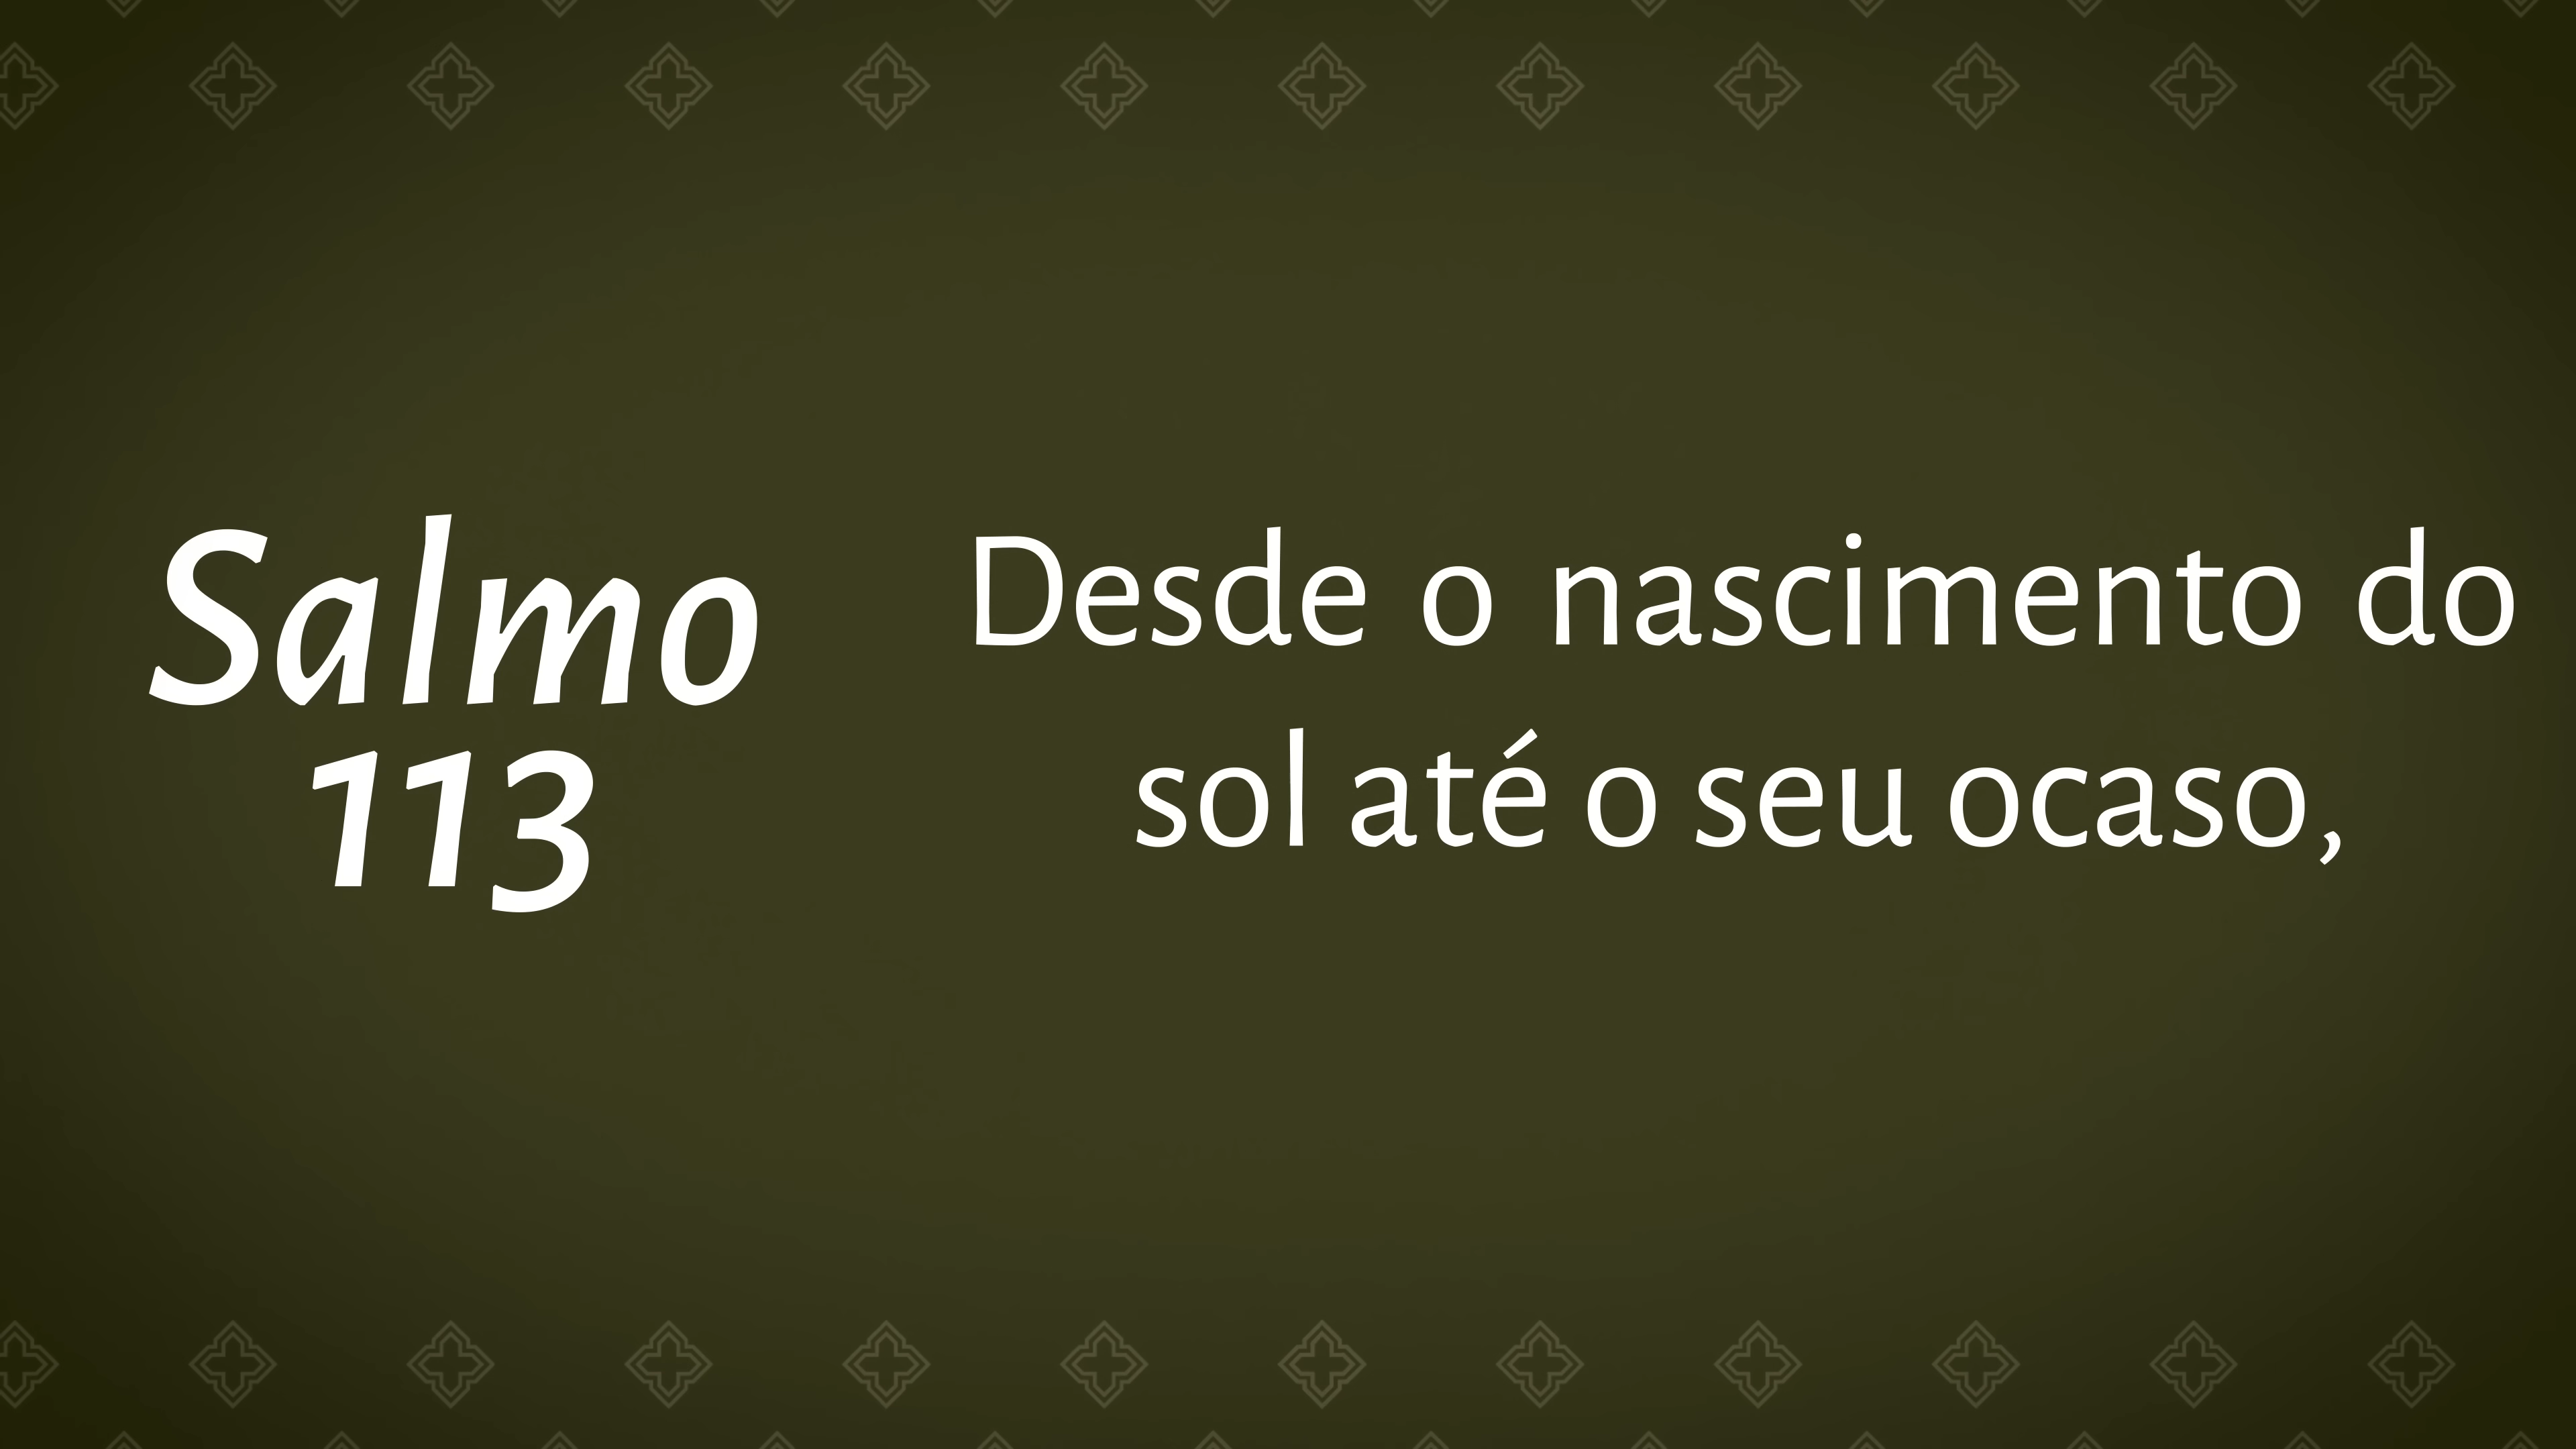 Salmo
113
Desde o nascimento do
sol até o seu ocaso,